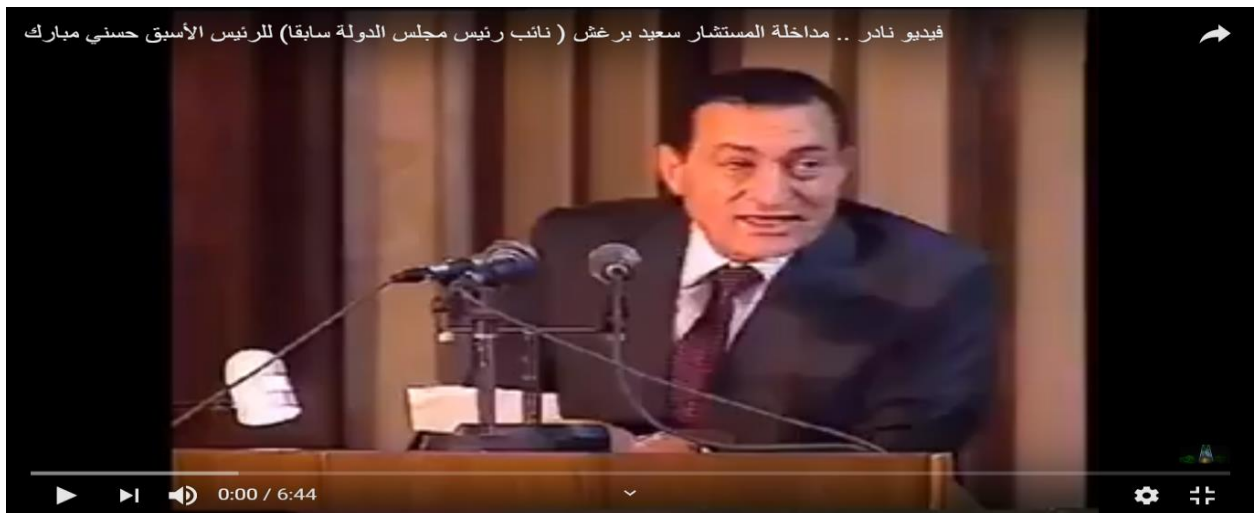 فيديو نادر .. مداخلة المستشار سعيد برغش ( نائب رئيس مجلس الدولة سابقا) للرئيس الأسبق حسني مبارك
0:00 / 6:44